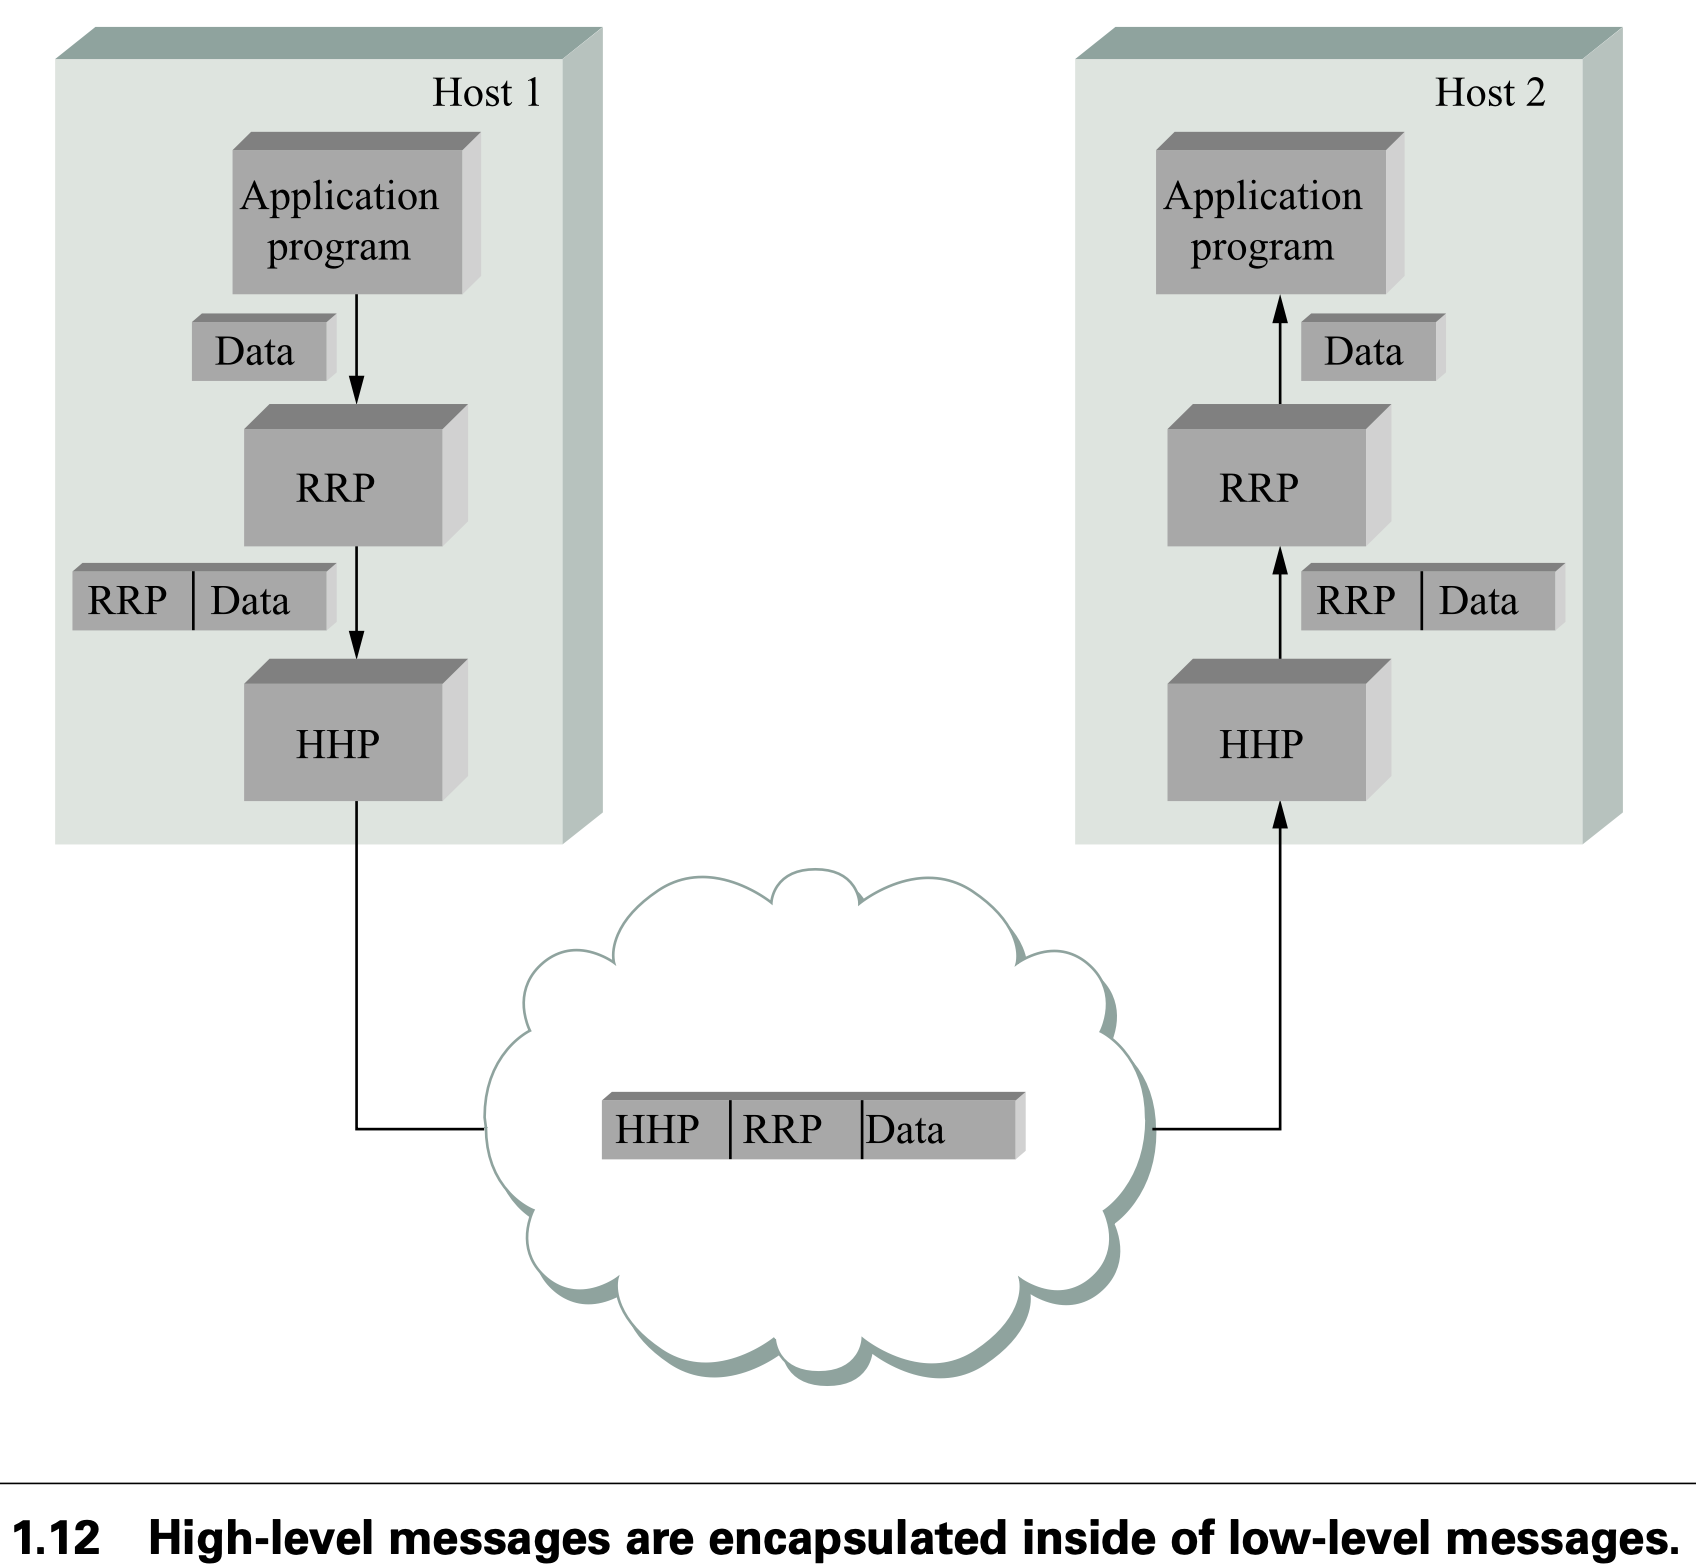 Host 1
Application
program
Data
RRP
RRP Data
HHP
Host 2
Application
program
Data
RRP
RRP Data
HHP
HHP RRP Data
1.12 High-level messages are encapsulated inside of low-level messages.